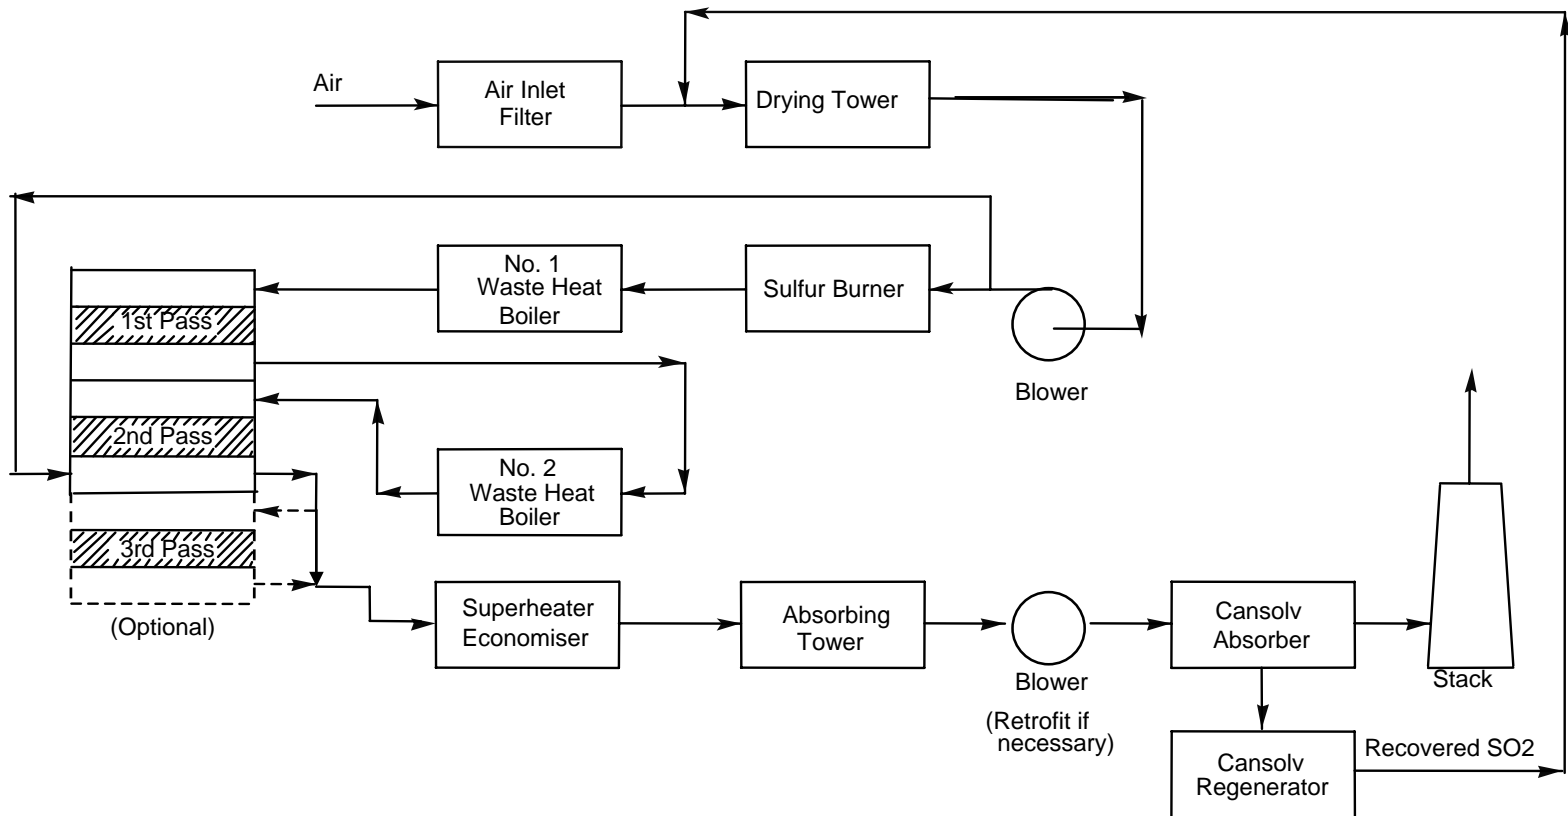 Air
Air Inlet
Filter
Drying Tower
No. 1
Waste Heat
Boiler
Sulfur Burner
Blower
1st Pass
2nd Pass
3rd Pass
(Optional)
No. 2
Waste Heat
Boiler
Superheater
Economiser
Absorbing
Tower
Blower
(Retrofit if
necessary)
Cansolv
Absorber
Stack
Cansolv
Regenerator
Recovered SO2